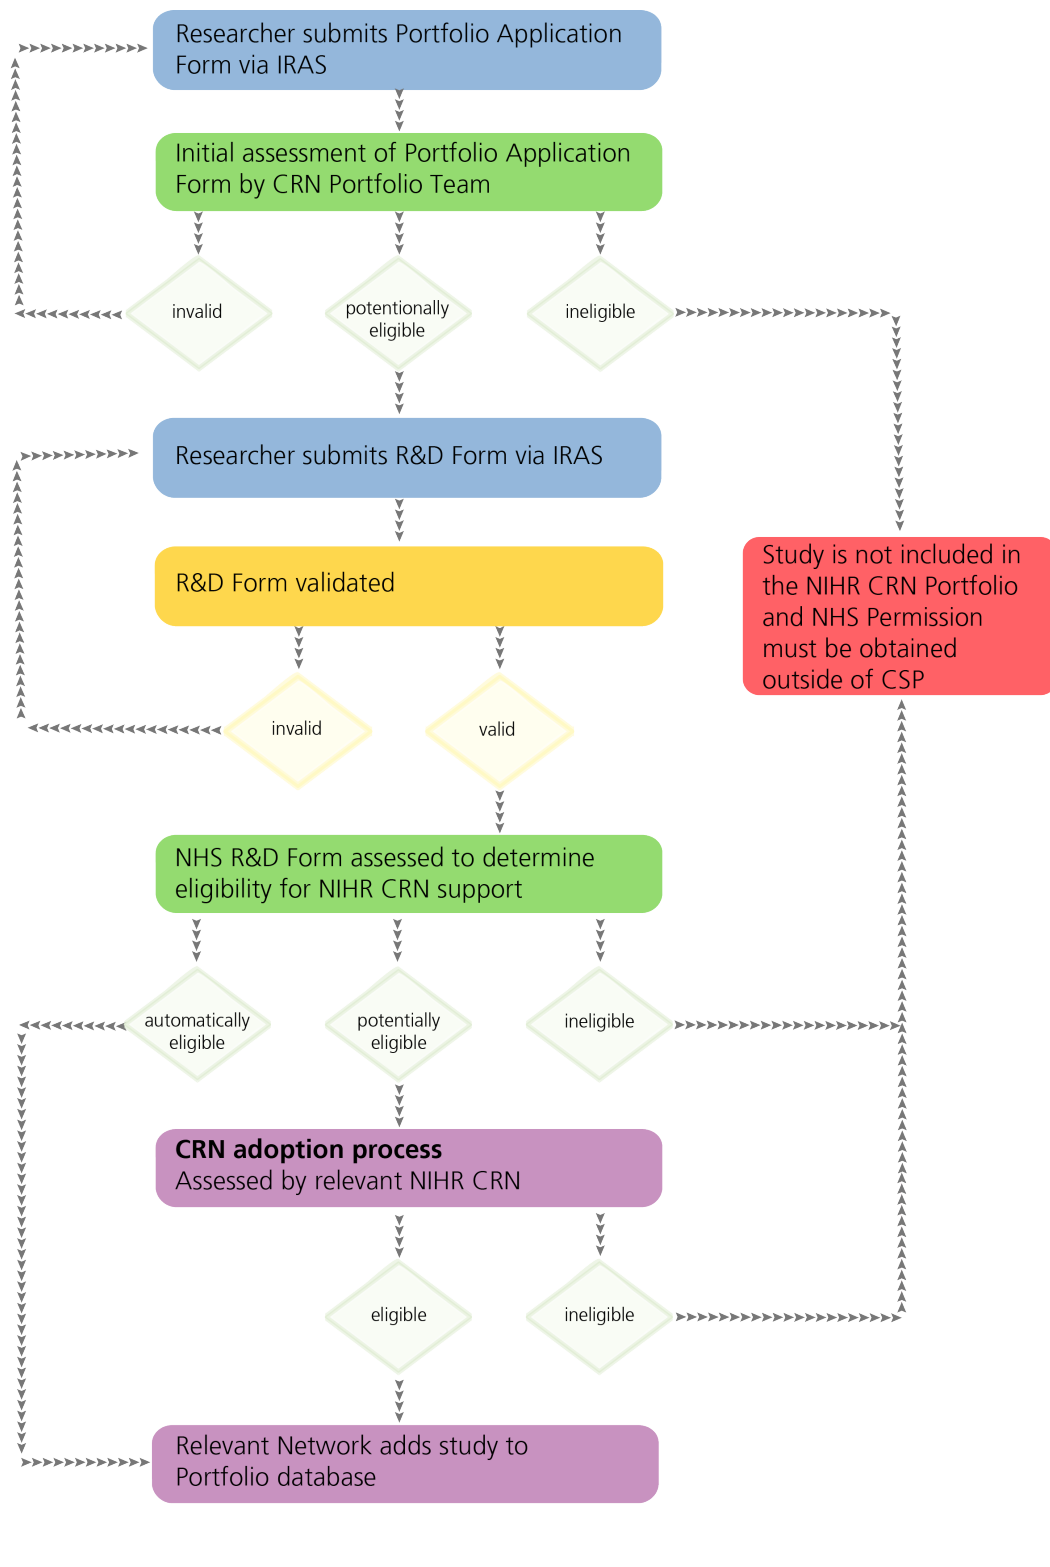 Researcher submits Portfolio Application
Form via IRAS
Initial assessment of Portfolio Application
Form by CRN Portfolio Team
invalid
potentionally
eligible
ineligible
Researcher submits R&D Form via IRAS
R&D Form validated
Study is not included in
the NIHR CRN Portfolio
and NHS Permission
must be obtained
outside of CSP
invalid
valid
NHS R&D Form assessed to determine
eligibility for NIHR CRN support
automatically
eligible
potentially
eligible
ineligible
CRN adoption process
Assessed by relevant NIHR CRN
eligible
ineligible
Relevant Network adds study to
Portfolio database